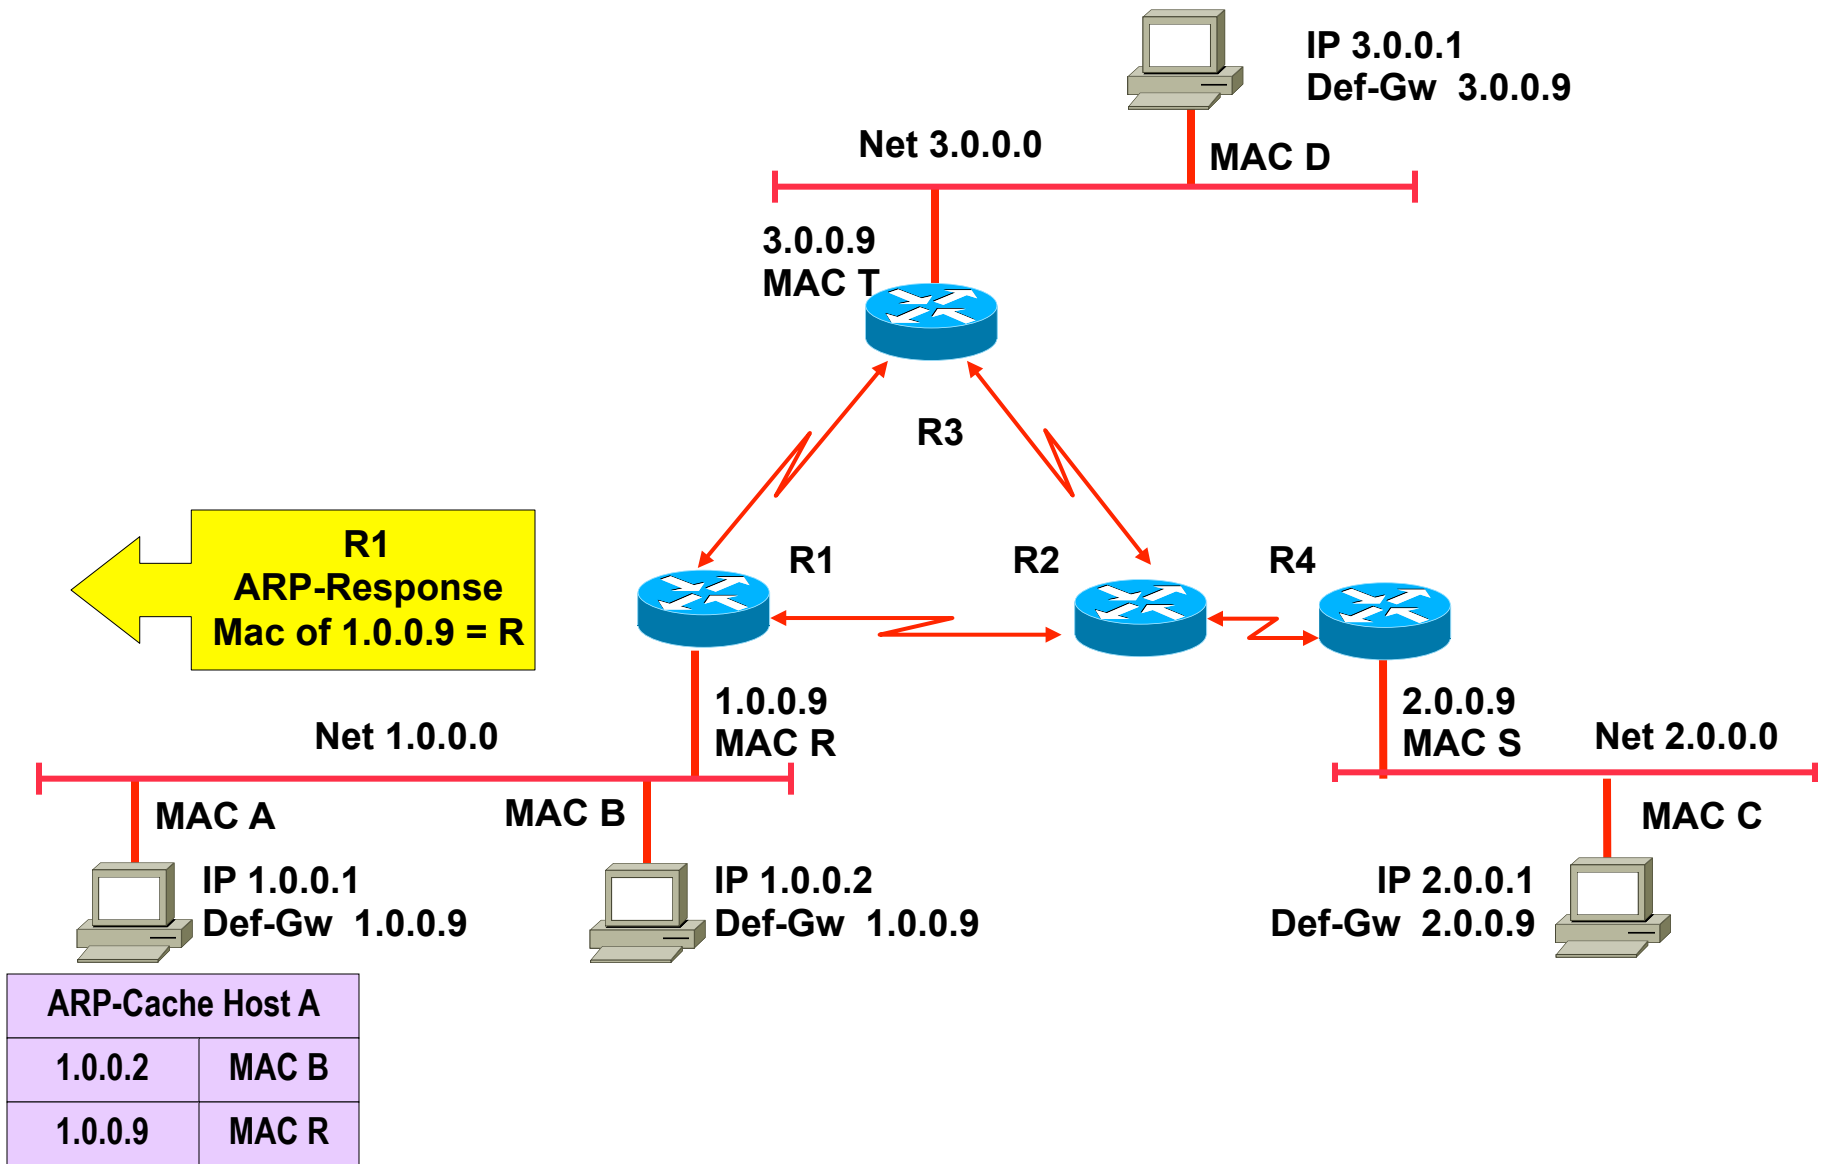 IP 3.0.0.1
Def-Gw 3.0.0.9
Net 3.0.0.0
MAC D
3.0.0.9
MAC T
R3
R1
ARP-Response
Mac of 1.0.0.9 = R
R1
R2
R4
1.0.0.9
MAC R
2.0.0.9
MAC S
Net 1.0.0.0
Net 2.0.0.0
MAC A
MAC B
MAC C
IP 1.0.0.1
Def-Gw 1.0.0.9
IP 1.0.0.2
Def-Gw 1.0.0.9
IP 2.0.0.1
Def-Gw 2.0.0.9
ARP-Cache Host A
1.0.0.2 MAC B
1.0.0.9 MAC R